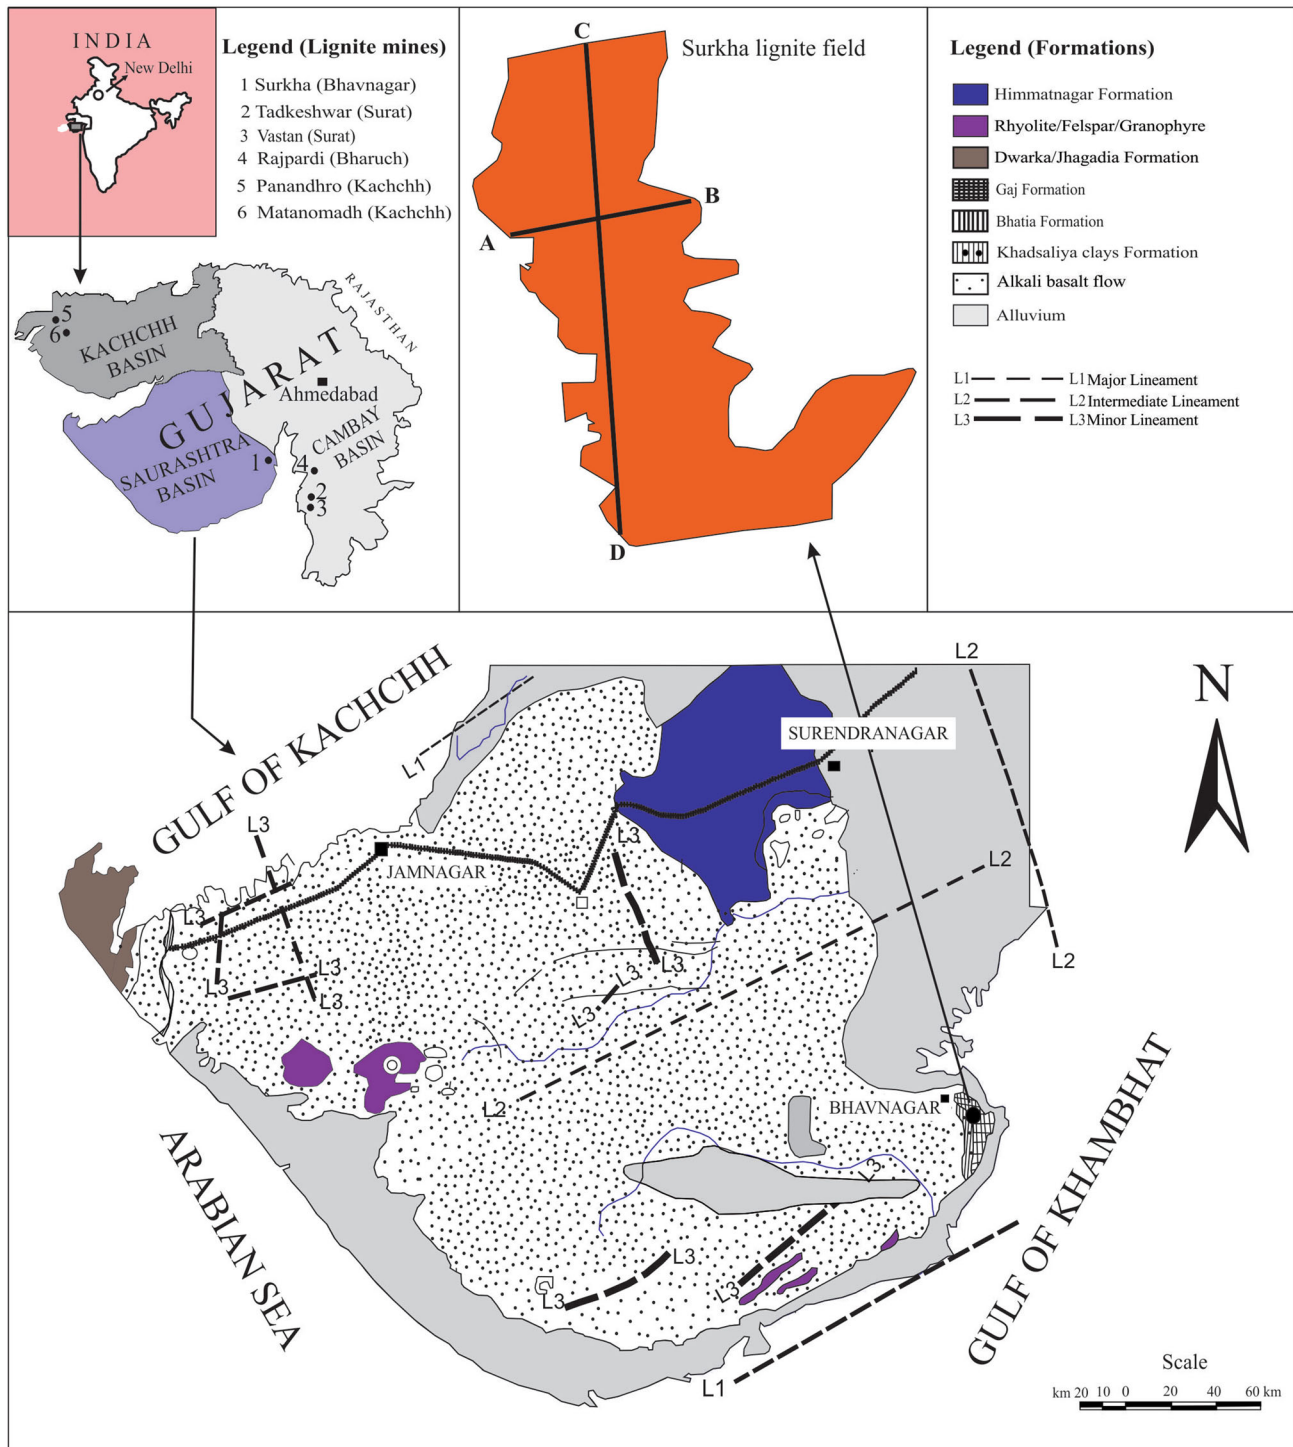 INDIA
New Delhi
Legend (Lignite mines)
1 Surkha (Bhavnagar)
2 Tadkeshwar (Surat)
3 Vastan (Surat)
4 Rajpardi (Bharuch)
5 Panandhro (Kachchh)
6 Matanomadh (Kachchh)
RAJASTHAN
5
6
KACHCHH
BASIN
GUJARAT
Ahmedabad
SAURASHTRA
BASIN
CAMBAY
BASIN
1
4
2
3
Surkha lignite field
C
B
A
D
Legend (Formations)
Himmatnagar Formation
Rhyolite/Felspar/Granophyre
Dwarka/Jhagadia Formation
Gaj Formation
Bhatia Formation
Khadsaliya clays Formation
Alkali basalt flow
Alluvium
L1 L1 Major Lineament
L2 L2 Intermediate Lineament
L3 L3 Minor Lineament
GULF OF KACHCHH
L2
N
SURENDRANAGAR
L1
L3
L3
JAMNAGAR
L2
L3
L3
L3
L3
L3
L3
L3
L2
L2
BHAVNAGAR
L3
ARABIAN SEA
GULF OF KHAMBHAT
L3
L3
L3
L1
Scale
km 20 10 0 20 40 60 km